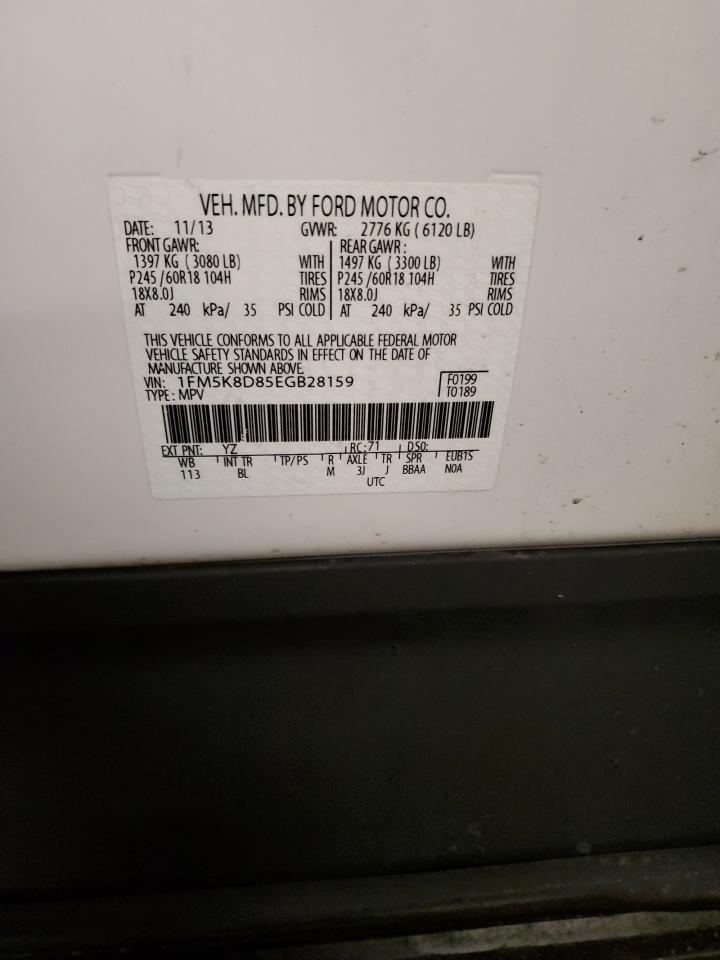 VEH. MFD. BY FORD MOTOR CO.
DATE: 11/13 GVWR: 2776 KG ( 6120 LB)
FRONT GAWR: REAR GAWR :
1397 KG ( 3080 LB) WITH 1497 KG ( 3300 LB) WITH
P245 /60R18 104H TIRES P245 /60R18 104H TIRES
18X8.0J RIMS 18X8.0J RIMS
AT 240 kPa/ 35 PSI COLD AT 240 kPa/ 35 PSI COLD
THIS VEHICLE CONFORMS TO ALL APPLICABLE FEDERAL MOTOR
VEHICLE SAFETY STANDARDS IN EFFECT ON THE DATE OF
MANUFACTURE SHOWN ABOVE.
VIN: 1FM5K8D85EGB28159 F0199
TYPE: MPV T0189
EXT PNT: YZ RC: 71 DSO:
WB INT TR TP/PS R AXLE TR SPR EUB1S
113 BL M 3J J BBAA N0A
UTC